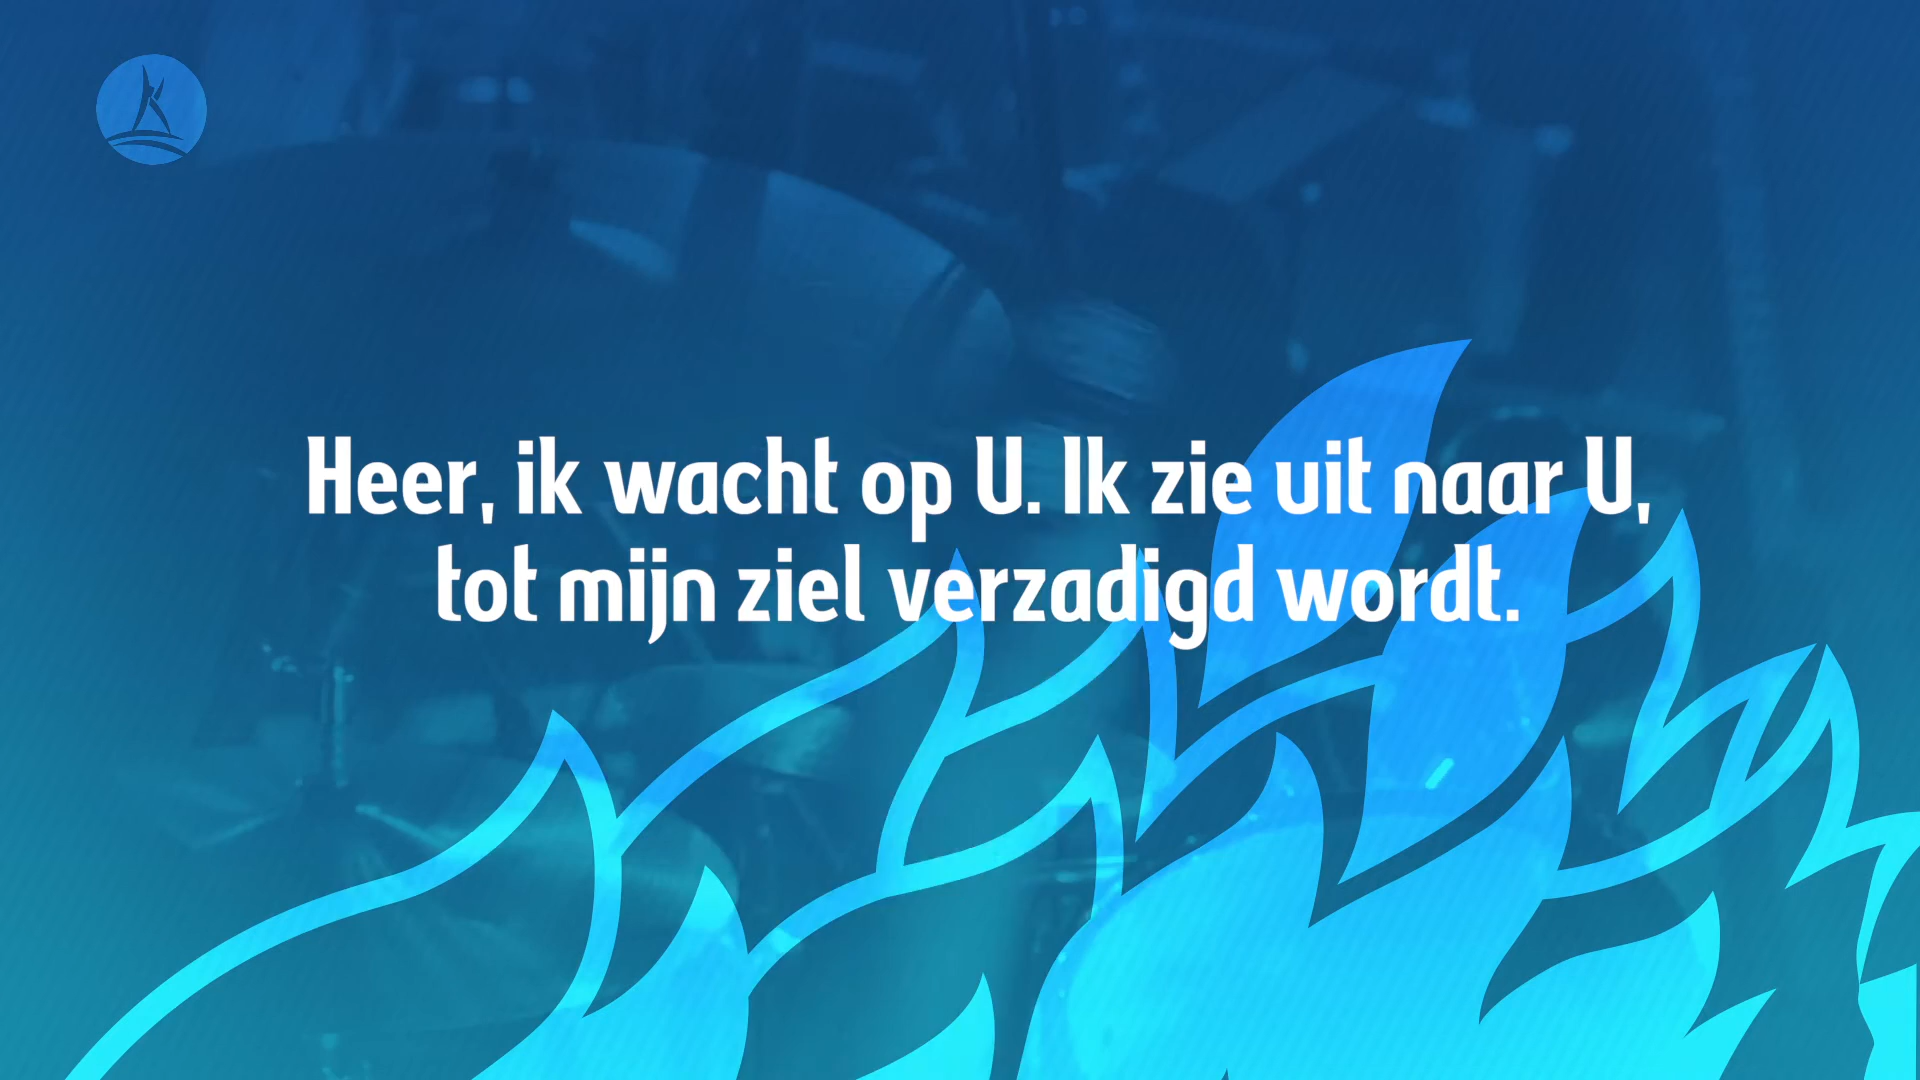 Heer, ik wacht op U. Ik zie uit naar U,
tot mijn ziel verzadigd wordt.